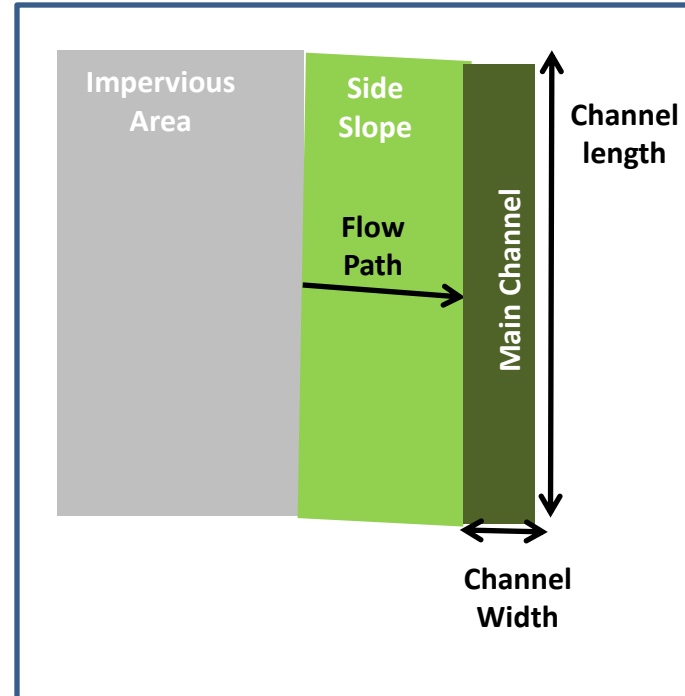 Impervious
Area
Side
Slope
Channel
length
Flow
Path
Main Channel
Channel
Width